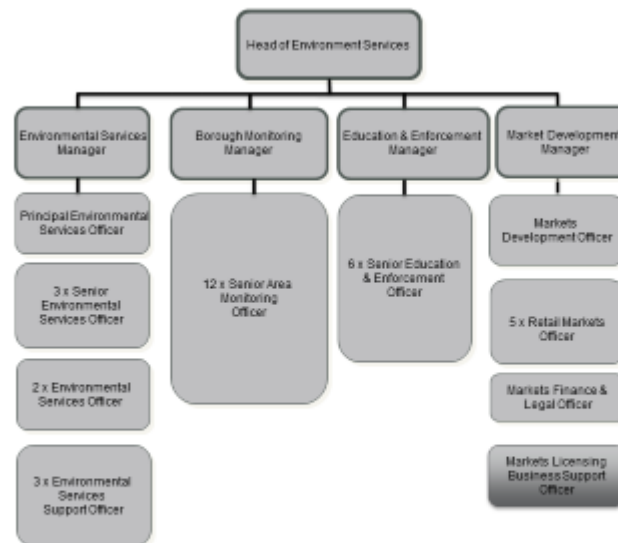 Head of Environment Services
Environmental Services
Manager
Borough Monitoring
Manager
Education & Enforcement
Manager
Market Development
Manager
Principal Environmental
Services Officer
3 x Senior
Environmental
Services Officer
2 x Environmental
Services Officer
3 x Environmental
Services
Support Officer
12 x Senior Area
Monitoring
Officer
6 x Senior Education
& Enforcement
Officer
Markets
Development Officer
5 x Retail Markets
Officer
Markets Finance &
Legal Officer
Markets Licensing
Business Support
Officer